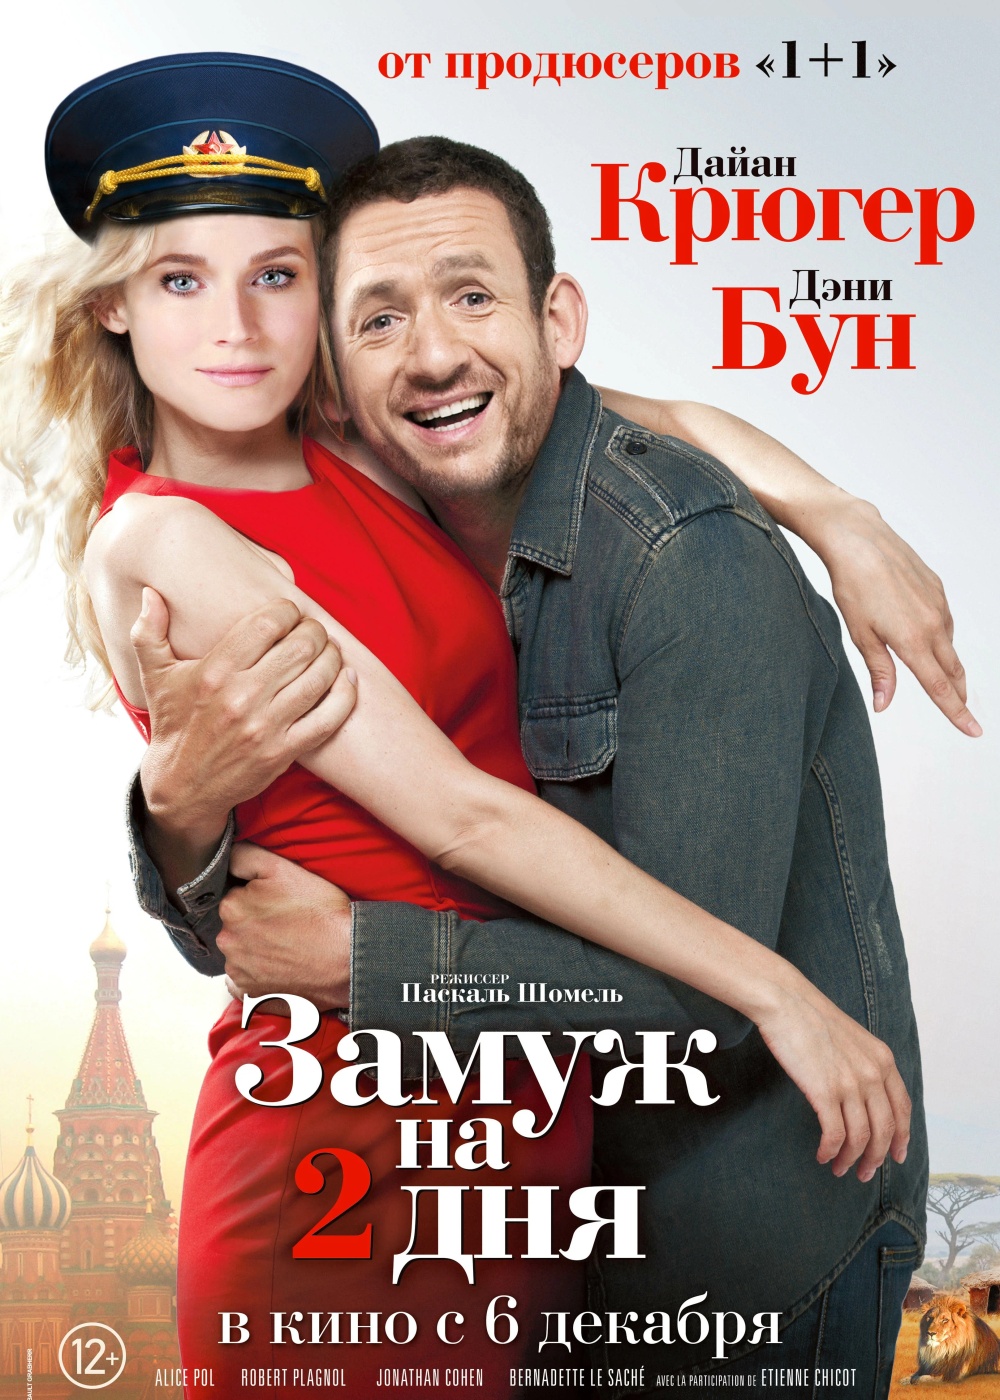 от продюсеров «1+1»
Дайан
Крюгер
Дэни
Бун
РЕЖИССЕР
Паскаль Шомель
Замуж
на
2 дня
в кино с 6 декабря
12+
ALICE POL ROBERT PLAGNOL JONATHAN COHEN BERNADETTE LE SACHÉ AVEC LA PARTICIPATION DE ETIENNE CHICOT